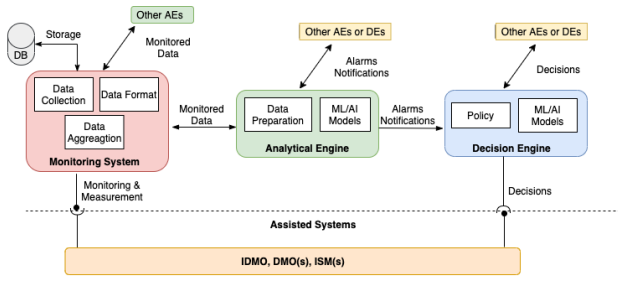 Other AEs
Other AEs or DEs
Other AEs or DEs
Storage
DB
Monitored
Data
Alarms
Notifications
Decisions
Data
Collection
Data Format
Data
Aggreagtion
Monitoring System
Monitored
Data
Data
Preparation
ML/AI
Models
Analytical Engine
Alarms
Notifications
Policy
ML/AI
Models
Decision Engine
Monitoring &
Measurement
Decisions
Assisted Systems
IDMO, DMO(s), ISM(s)